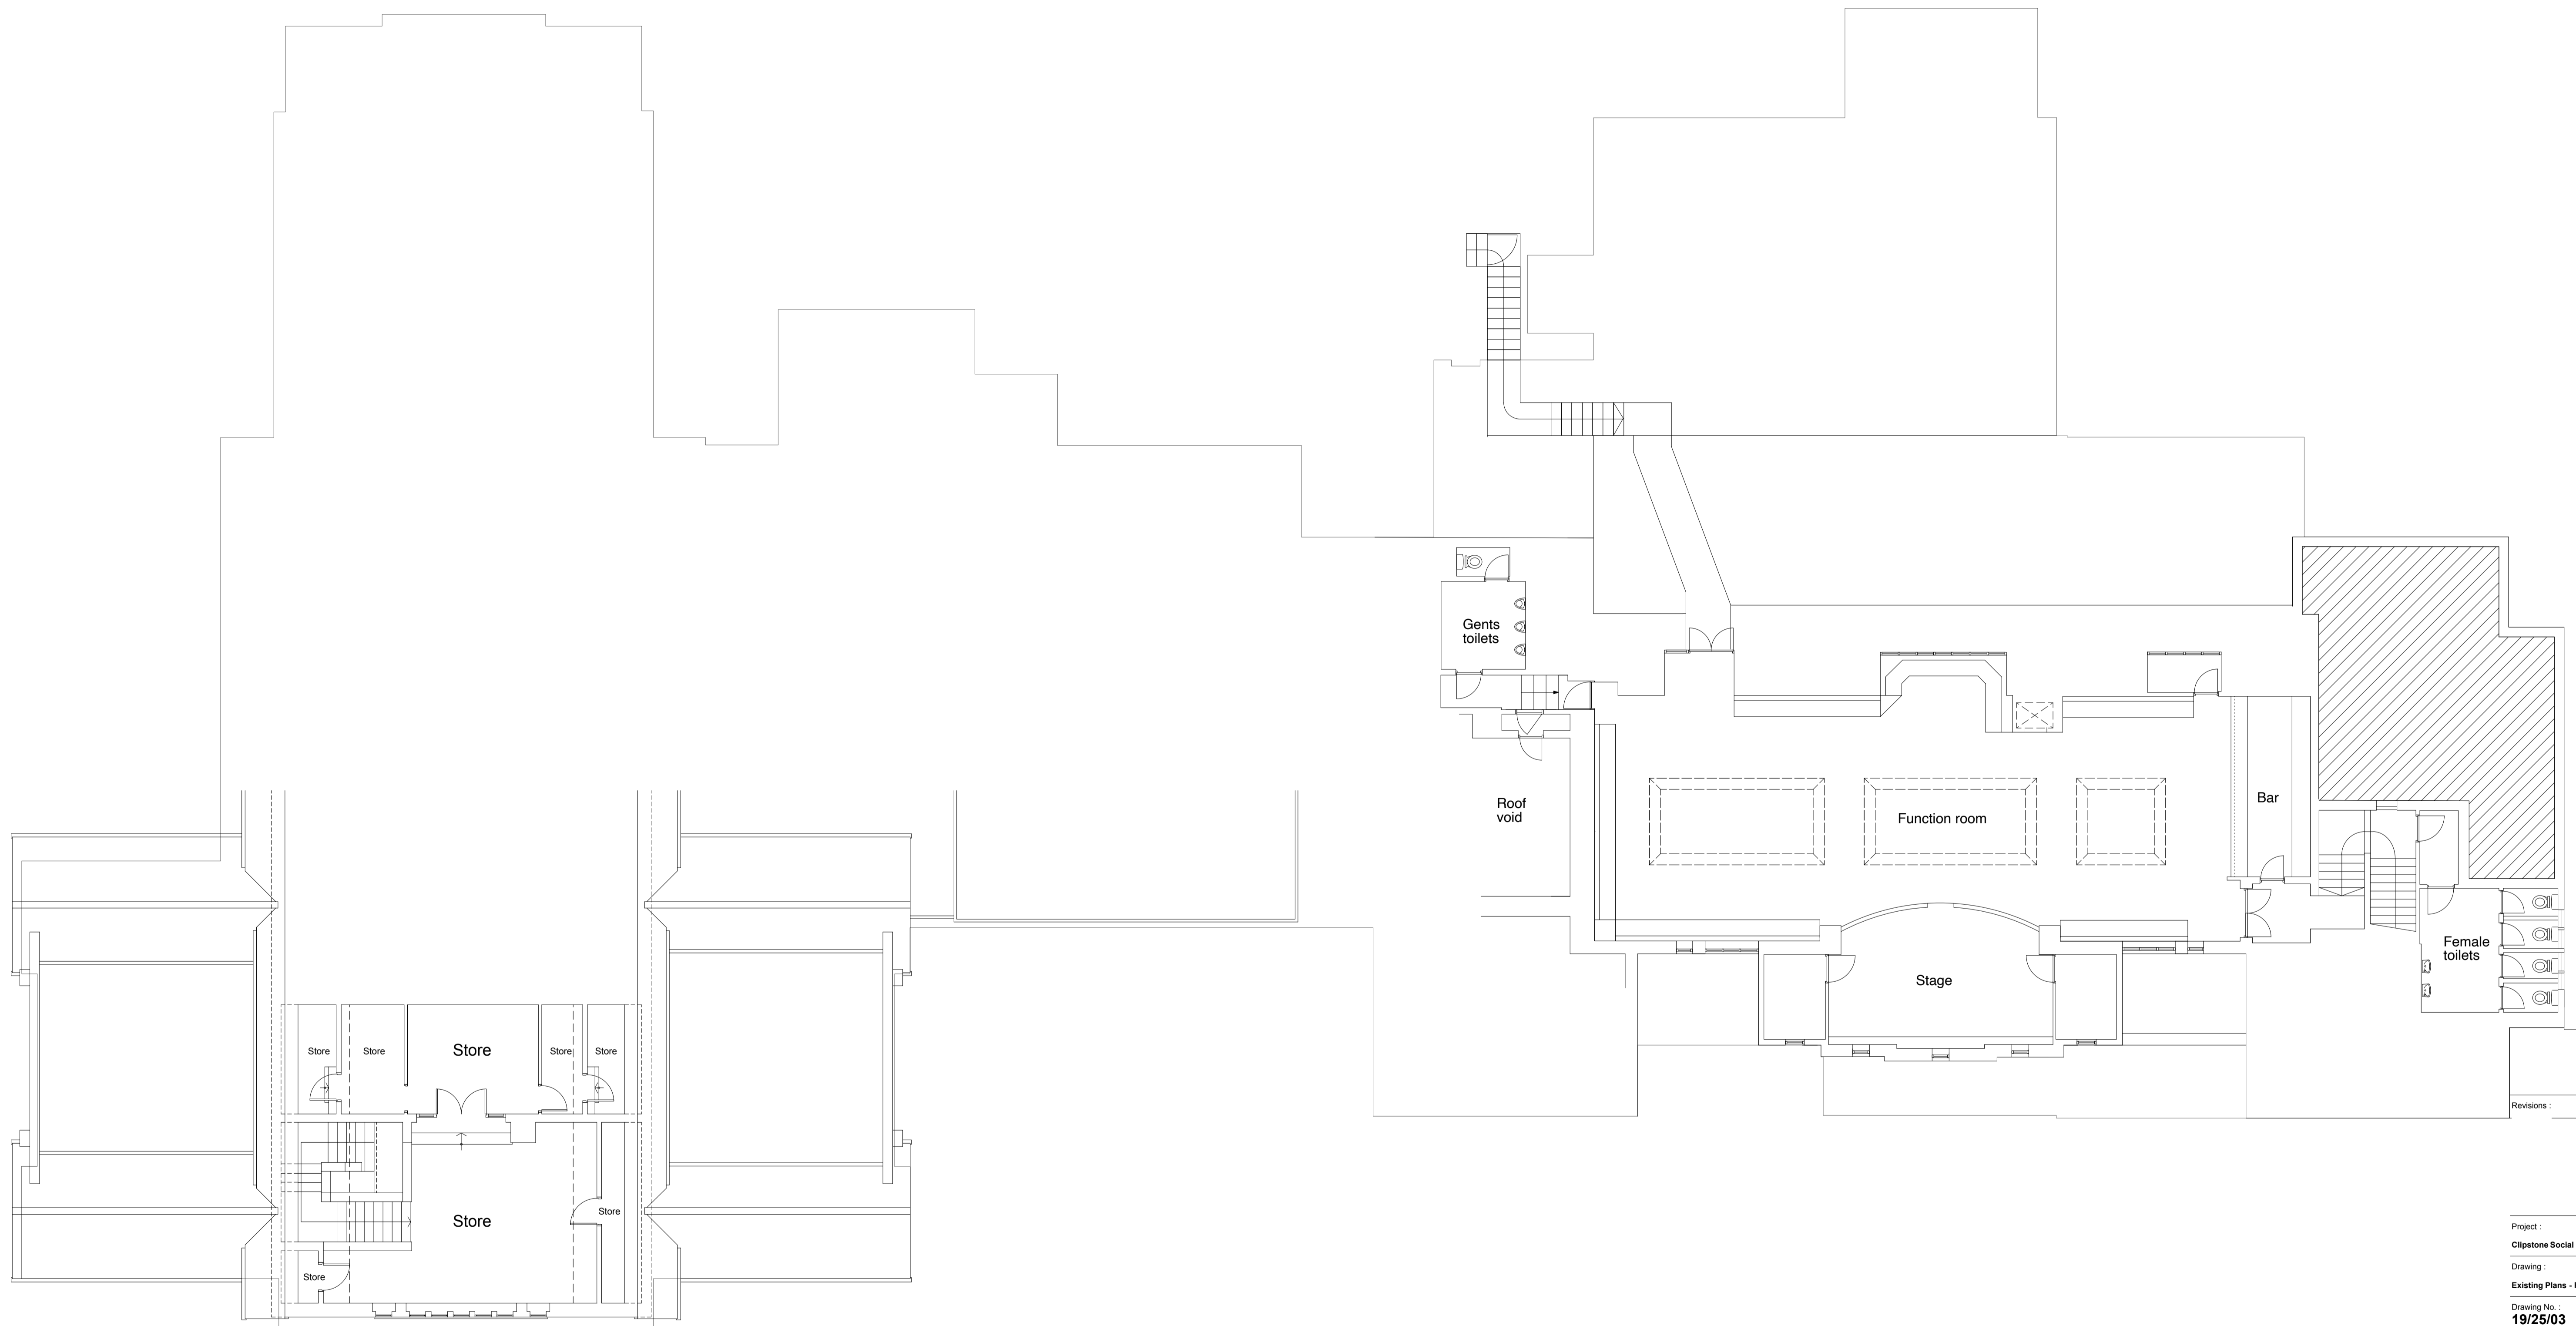 Gents
toilets
Roof
void
Function room
Bar
Stage
Female
toilets
Store
Store
Store
Store
Store
Store
Store
Store
Revisions :
Project :
Clipstone Social
Drawing :
Existing Plans -
Drawing No. :
19/25/03